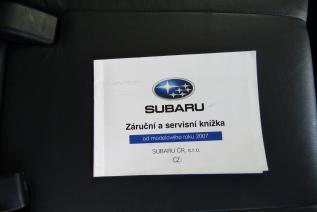 SUBARU
Záruční a servisní knížka
od modelového roku 2007
SUBARU ČR, s.r.o.
CZ